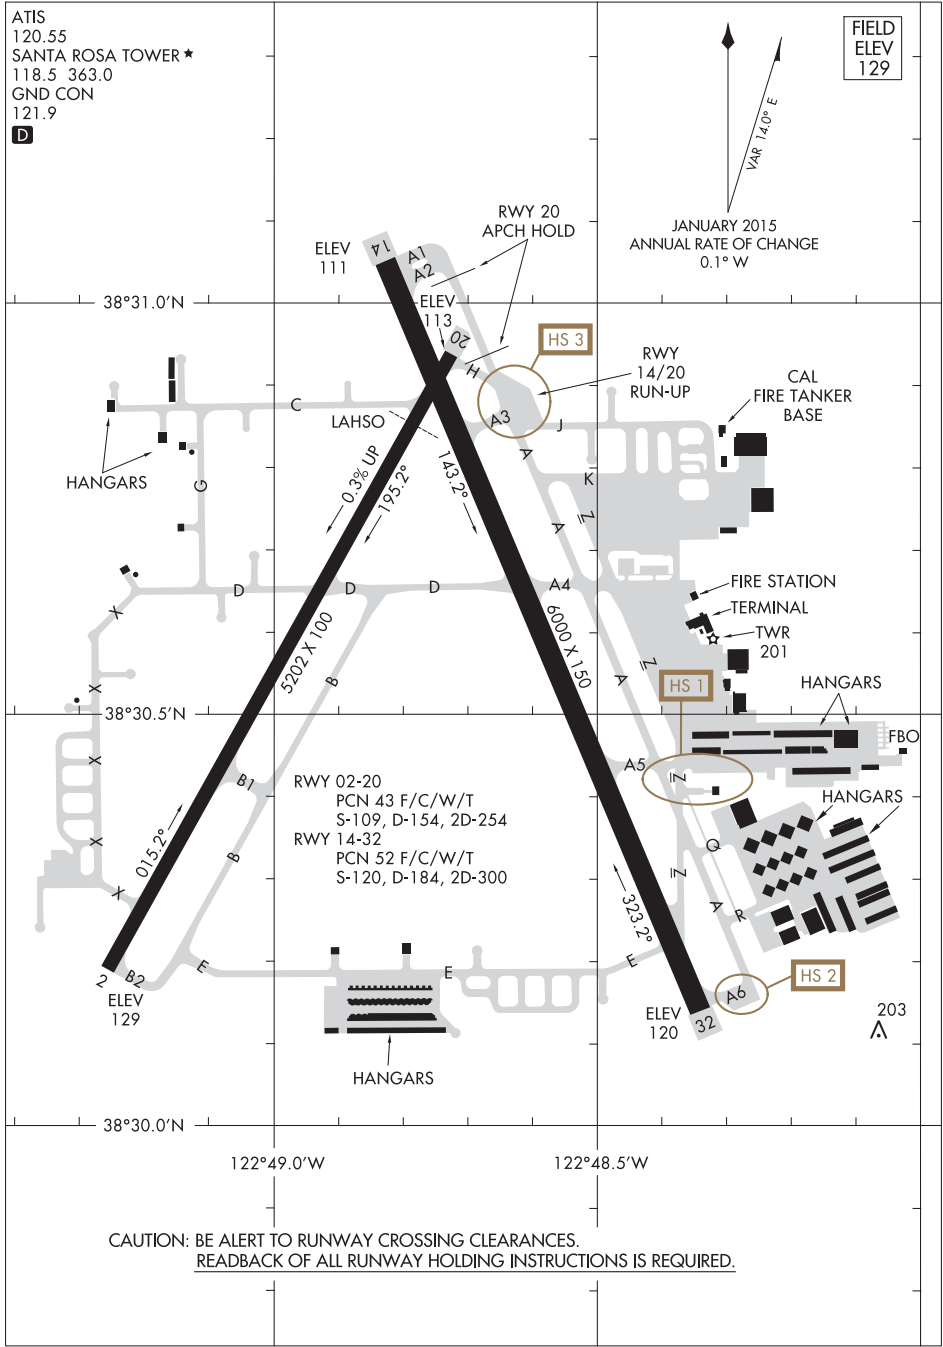 ATIS
120.55
SANTA ROSA TOWER ★
118.5 363.0
GND CON
121.9
D
FIELD
ELEV
129
VAR 14.0° E
JANUARY 2015
ANNUAL RATE OF CHANGE
0.1° W
RWY 20
APCH HOLD
ELEV
111
14
A1
A2
38°31.0'N
ELEV
113
20
HS 3
H
RWY
14/20
RUN-UP
CAL
FIRE TANKER
BASE
C
LAHSO
A3
J
A
HANGARS
G
0.3% UP
195.2°
143.2°
K
A
Z
X
D
D
D
A4
FIRE STATION
TERMINAL
TWR
201
5202 X 100
6000 X 150
B
A
Z
X
HS 1
HANGARS
38°30.5'N
FBO
X
B1
A5
Z
RWY 02-20
PCN 43 F/C/W/T
S-109, D-154, 2D-254
RWY 14-32
PCN 52 F/C/W/T
S-120, D-184, 2D-300
HANGARS
X
015.2°
B
Q
Z
A
R
X
323.2°
2
B2
E
E
E
ELEV
129
HS 2
A6
ELEV
120
32
203
HANGARS
38°30.0'N
122°49.0'W
122°48.5'W
CAUTION: BE ALERT TO RUNWAY CROSSING CLEARANCES.
READBACK OF ALL RUNWAY HOLDING INSTRUCTIONS IS REQUIRED.